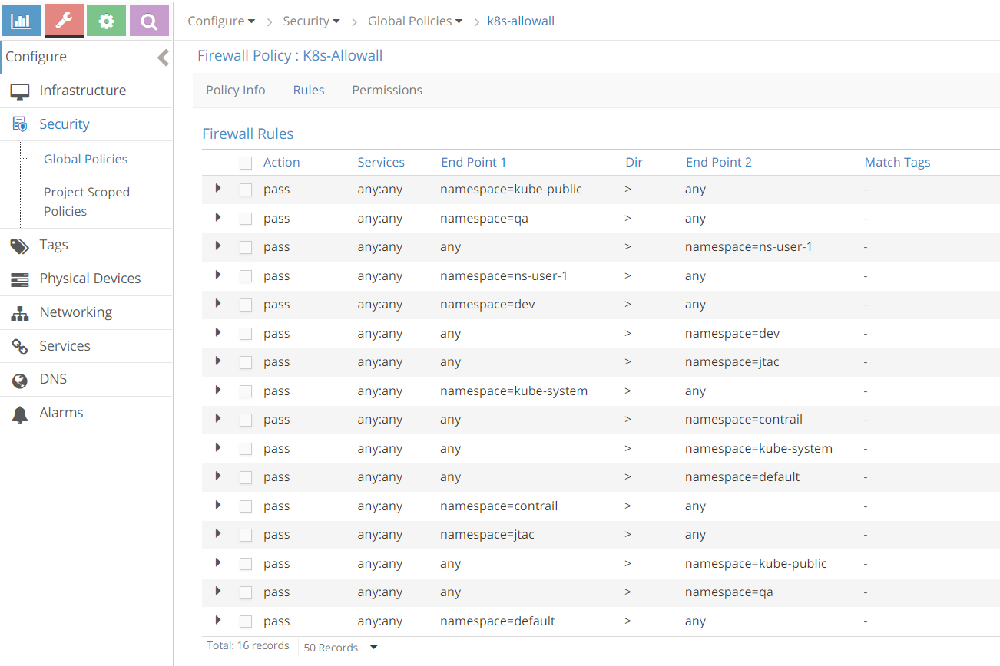 Configure > Security > Global Policies > k8s-allowall
Configure
Infrastructure
Security
Global Policies
Project Scoped
Policies
Tags
Physical Devices
Networking
Services
DNS
Alarms
Firewall Policy : K8s-Allowall
Policy Info Rules Permissions
Firewall Rules
Action Services End Point 1 Dir End Point 2 Match Tags
pass any:any namespace=kube-public > any -
pass any:any namespace=qa > any -
pass any:any any > namespace=ns-user-1 -
pass any:any namespace=ns-user-1 > any -
pass any:any namespace=dev > any -
pass any:any any > namespace=dev -
pass any:any any > namespace=jtac -
pass any:any namespace=kube-system > any -
pass any:any any > namespace=contrail -
pass any:any any > namespace=kube-system -
pass any:any any > namespace=default -
pass any:any namespace=contrail > any -
pass any:any namespace=jtac > any -
pass any:any any > namespace=kube-public -
pass any:any any > namespace=qa -
pass any:any namespace=default > any -
Total: 16 records 50 Records